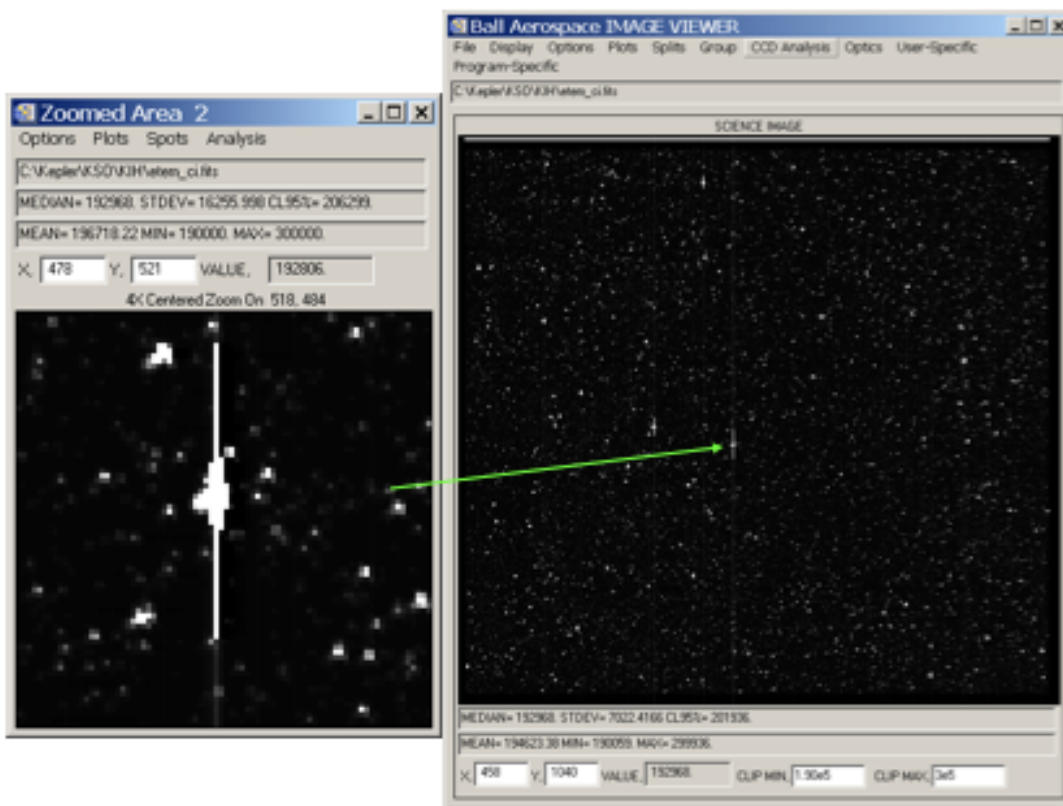 Zoomed Area 2
Options Plots Spots Analysis
C:\Kepler\KSO\KIH\etem_ci.fits
MEDIAN= 192968. STDEV= 16255.998 CL95%= 206299.
MEAN= 196718.22 MIN= 190000. MAX= 300000.
X, 478 Y, 521 VALUE, 192806.
4X Centered Zoom On 518, 484
Ball Aerospace IMAGE VIEWER
File Display Options Plots Splits Group CCD Analysis Optics User-Specific
Program-Specific
C:\Kepler\KSO\KIH\etem_ci.fits
SCIENCE IMAGE
MEDIAN= 192968. STDEV= 7022.4166 CL95%= 201936.
MEAN= 194623.38 MIN= 190059. MAX= 299936.
X, 458 Y, 1040 VALUE, 192968. CLIP MIN, 1.90e5 CLIP MAX, 3e5